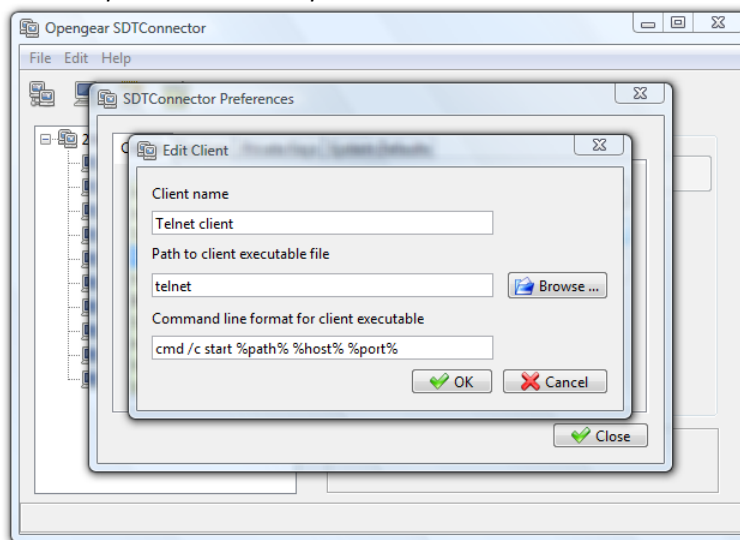 Opengear SDTConnector
File Edit Help
SDTConnector Preferences
2
C
Edit Client
Client name
Telnet client
Path to client executable file
telnet
Browse ...
Command line format for client executable
cmd /c start %path% %host% %port%
OK
Cancel
Close